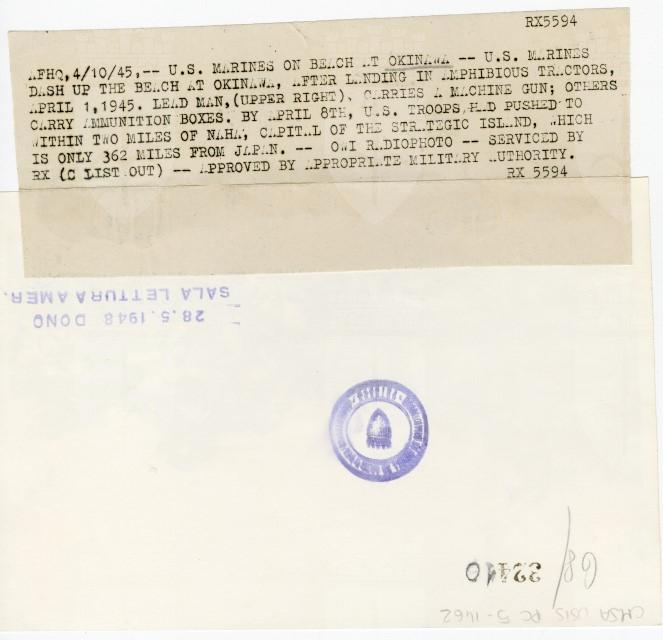 RX5594
AFHQ,4/10/45,-- U.S. MARINES ON BEACH AT OKINAWA -- U.S. MARINES
DASH UP THE BEACH AT OKINAWA, AFTER LANDING IN AMPHIBIOUS TRACTORS,
APRIL 1,1945. LEAD MAN,(UPPER RIGHT), CARRIES A MACHINE GUN; OTHERS
CARRY AMMUNITION BOXES. BY APRIL 8TH, U.S. TROOPS HAD PUSHED TO
WITHIN TWO MILES OF NAHA, CAPITAL OF THE STRATEGIC ISLAND, WHICH
IS ONLY 362 MILES FROM JAPAN. -- OWI RADIOPHOTO -- SERVICED BY
RX (C LIST OUT) -- APPROVED BY APPROPRIATE MILITARY AUTHORITY.
RX 5594
28.5.1948 DONO
SALA LETTURA AMER.
CMSA USIS 5-1462